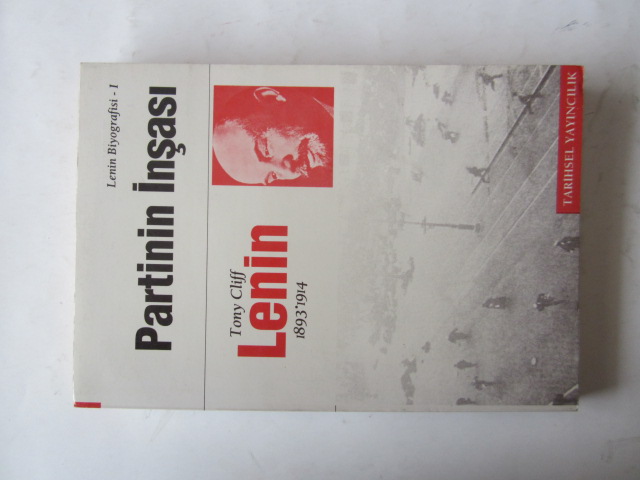 Lenin Biyografisi - 1
Partinin İnşası
Tony Cliff
Lenin
1893•1914
TARİHSEL YAYINCILIK